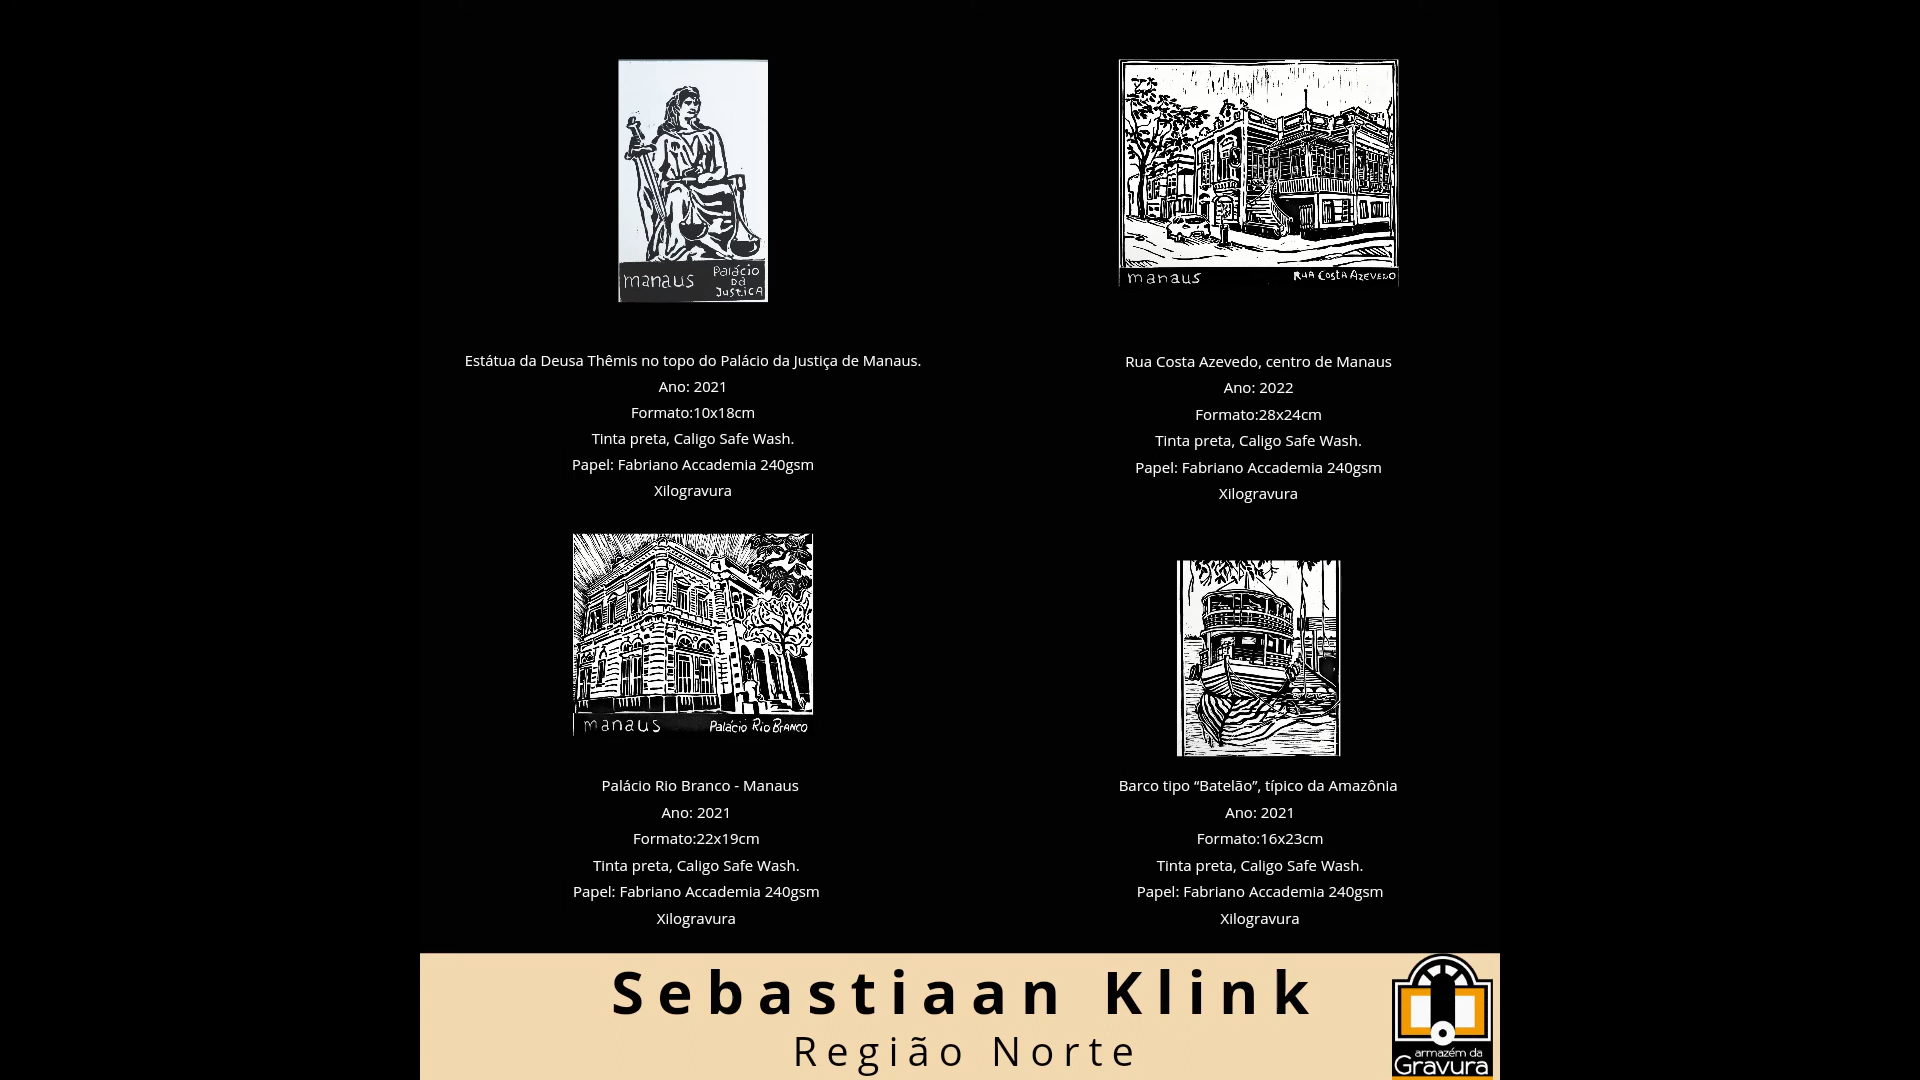 manaus
Palácio
Da
Justiça
Estátua da Deusa Thêmis no topo do Palácio da Justiça de Manaus.
Ano: 2021
Formato:10x18cm
Tinta preta, Caligo Safe Wash.
Papel: Fabriano Accademia 240gsm
Xilogravura
manaus
Rua Costa Azevedo
Rua Costa Azevedo, centro de Manaus
Ano: 2022
Formato:28x24cm
Tinta preta, Caligo Safe Wash.
Papel: Fabriano Accademia 240gsm
Xilogravura
manaus
Palácio Rio Branco
Palácio Rio Branco - Manaus
Ano: 2021
Formato:22x19cm
Tinta preta, Caligo Safe Wash.
Papel: Fabriano Accademia 240gsm
Xilogravura
Barco tipo “Batelão”, típico da Amazônia
Ano: 2021
Formato:16x23cm
Tinta preta, Caligo Safe Wash.
Papel: Fabriano Accademia 240gsm
Xilogravura
Sebastiaan Klink
Região Norte
armazém da
Gravura